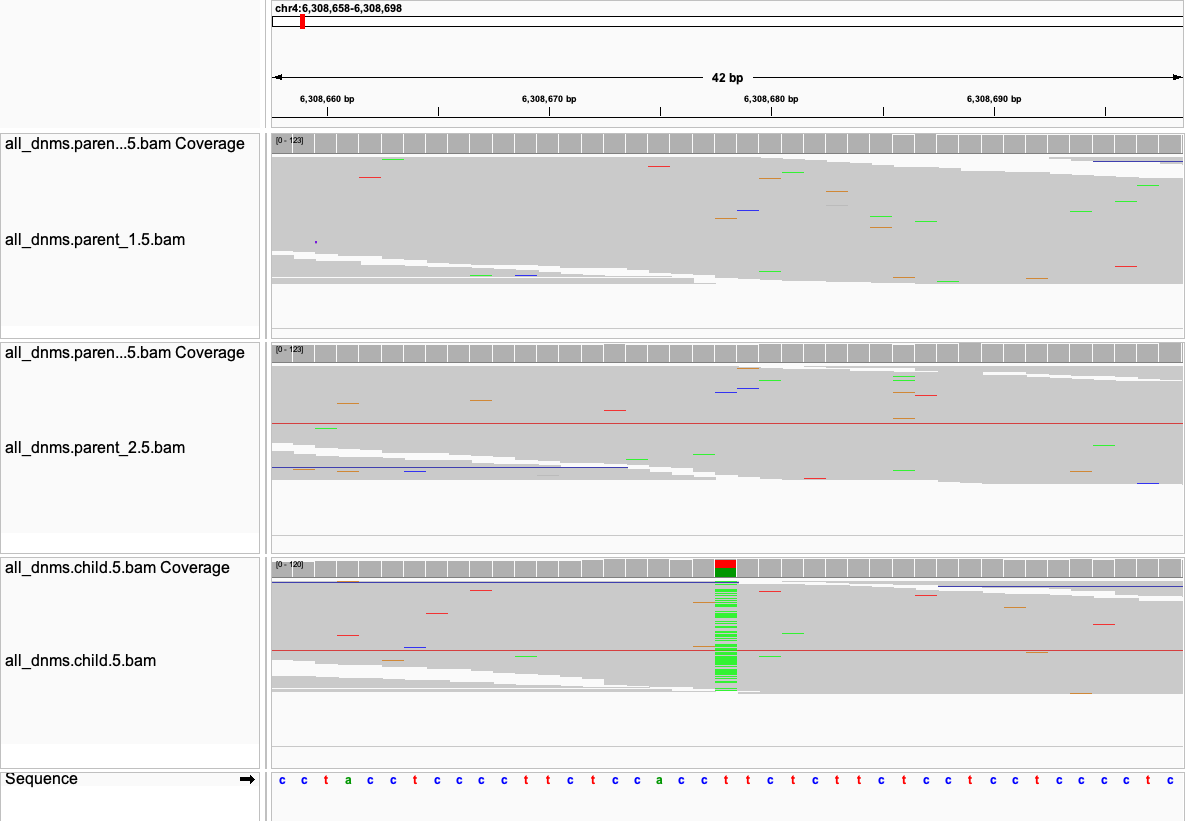 chr4:6,308,658-6,308,698
42 bp
6,308,660 bp 6,308,670 bp 6,308,680 bp 6,308,690 bp
all_dnms.paren...5.bam Coverage
[0 - 123]
all_dnms.parent_1.5.bam
all_dnms.paren...5.bam Coverage
[0 - 123]
all_dnms.parent_2.5.bam
all_dnms.child.5.bam Coverage
[0 - 120]
all_dnms.child.5.bam
Sequence c c t a c c t c c c c t t c t c c a c c t t c t c t t c t c c t c c t c c c c t c